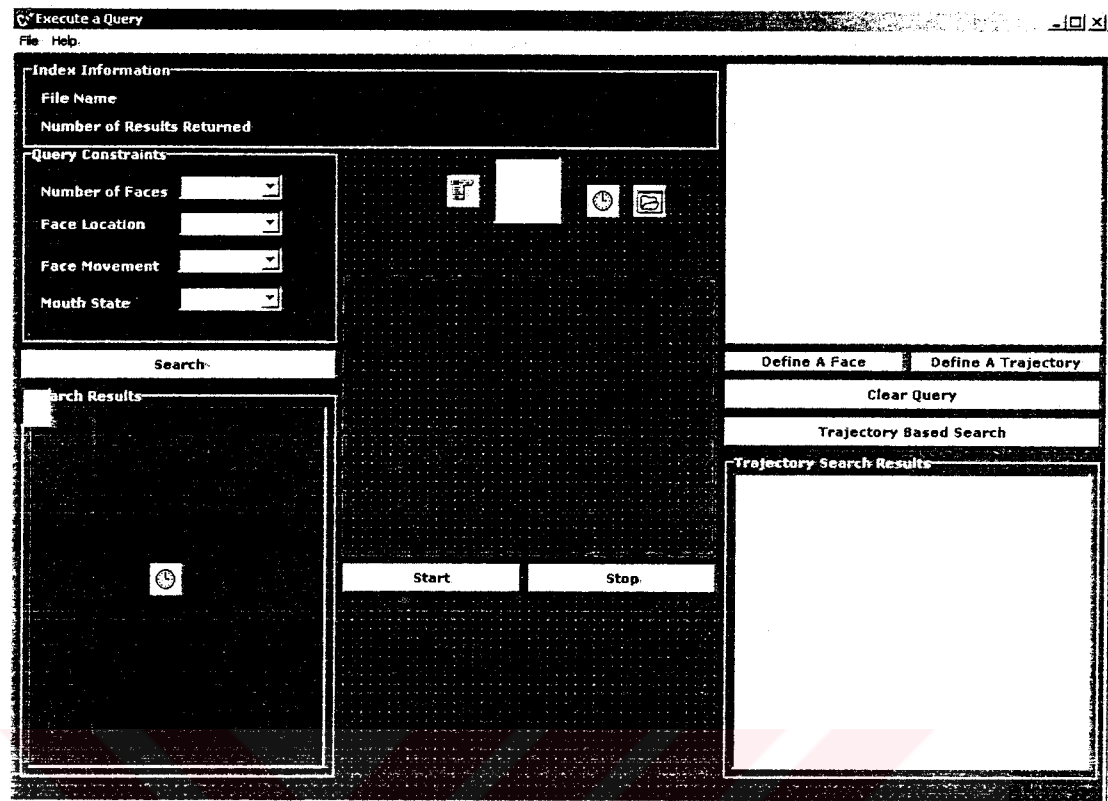 Execute a Query
File Help
Index Information
File Name
Number of Results Returned
Query Constraints
Number of Faces
Face Location
Face Movement
Mouth State
Search
arch Results
Start
Stop
Define A Face
Define A Trajectory
Clear Query
Trajectory Based Search
Trajectory Search Results